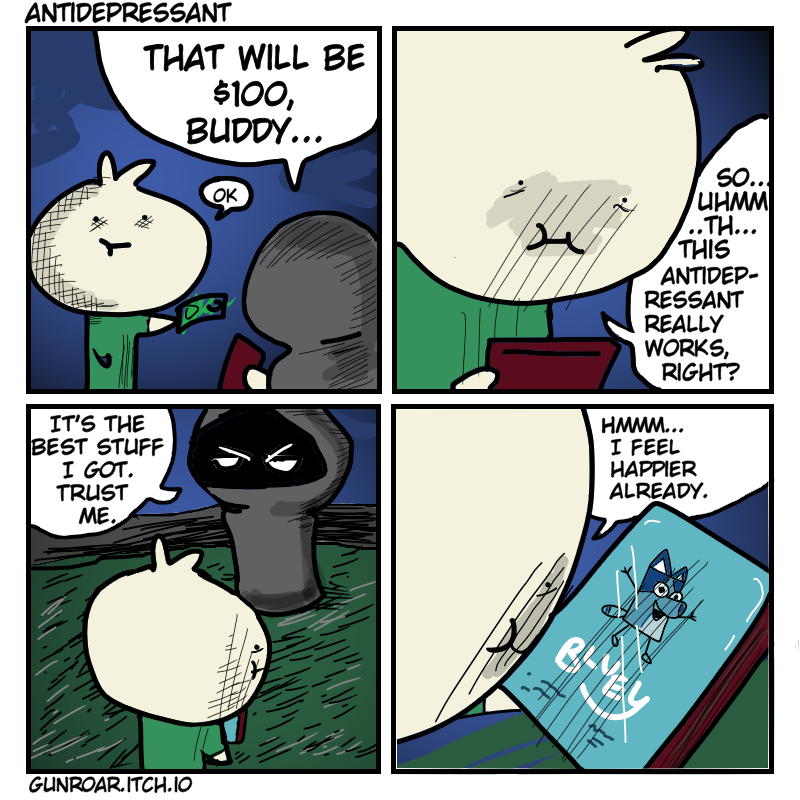 ANTIDEPRESSANT
THAT WILL BE
$100,
BUDDY...
OK
SO...
UHMM
..TH...
THIS
ANTIDEP-
RESSANT
REALLY
WORKS,
RIGHT?
IT'S THE
BEST STUFF
I GOT.
TRUST
ME.
HMMM...
I FEEL
HAPPIER
ALREADY.
BLUEY
GUNROAR.ITCH.IO